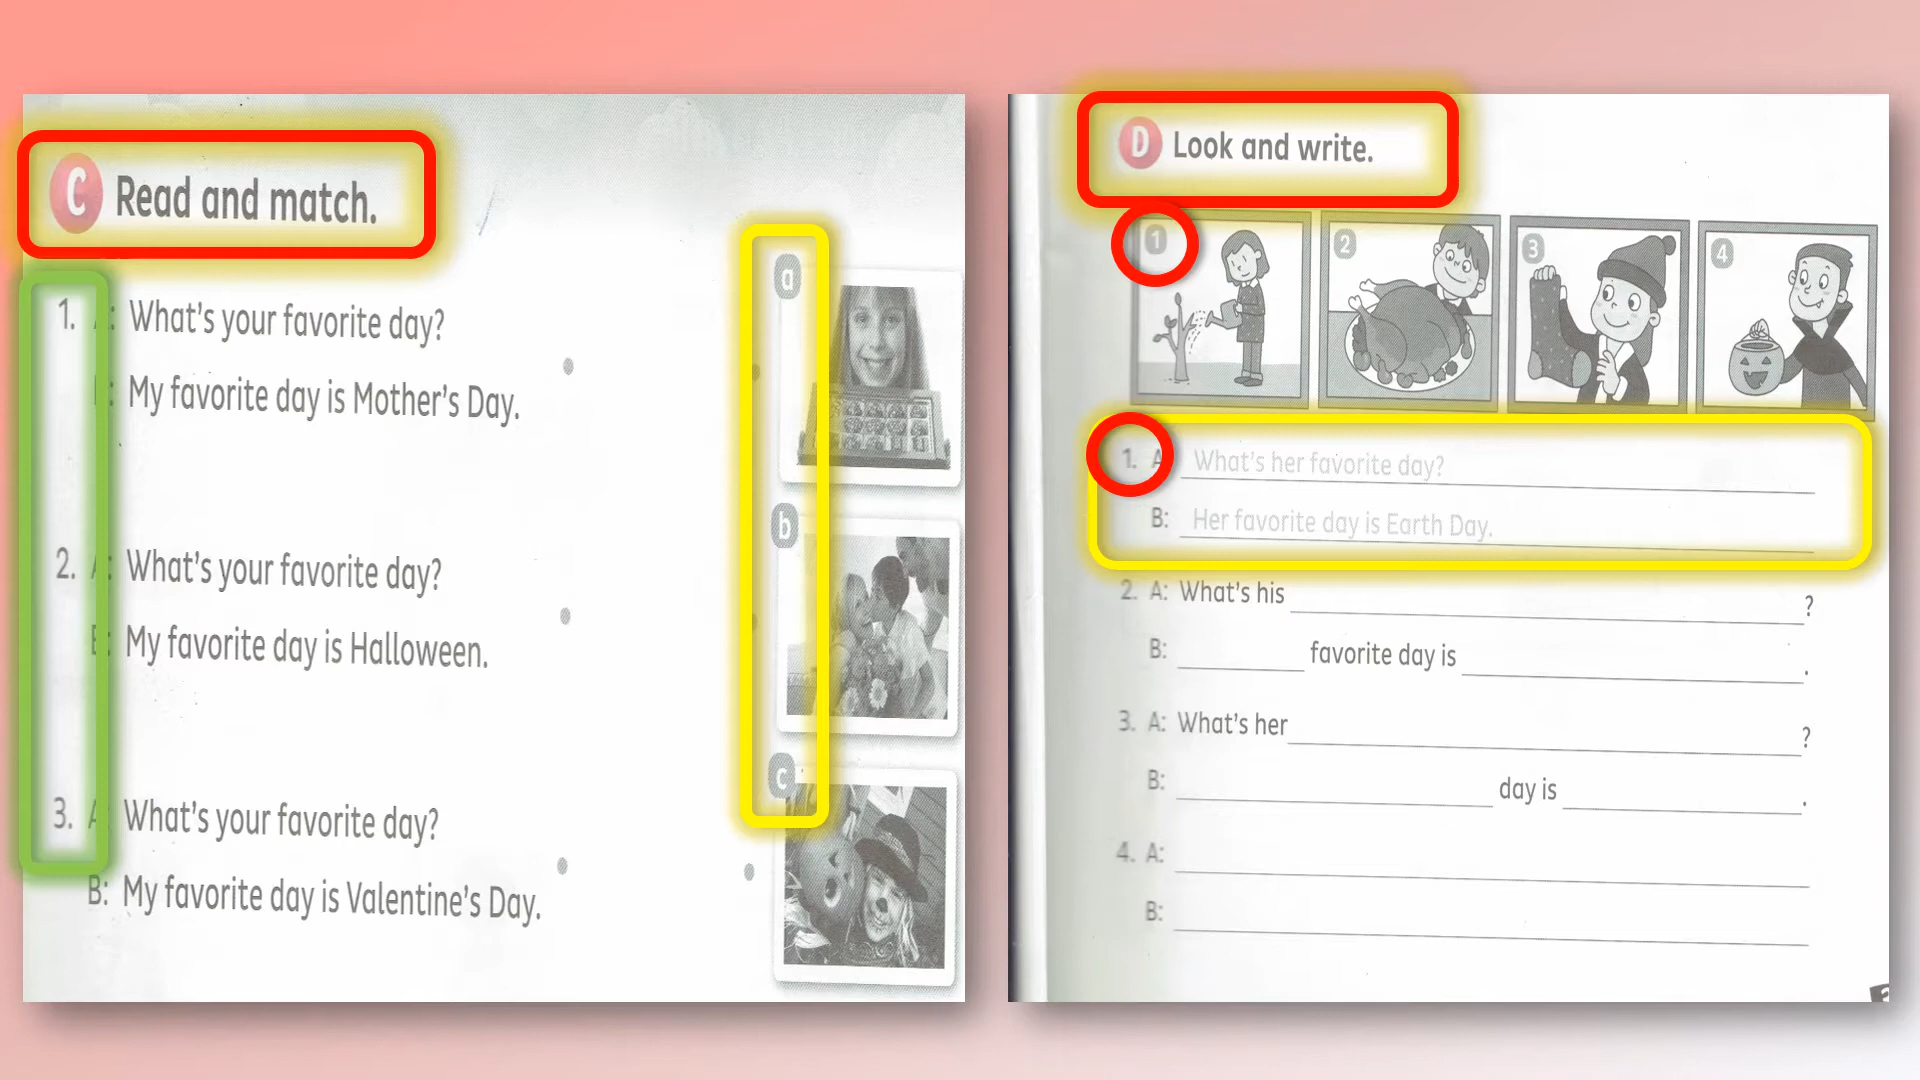 C Read and match.
1. A: What's your favorite day?
B: My favorite day is Mother's Day.
2. A: What's your favorite day?
B: My favorite day is Halloween.
3. A: What's your favorite day?
B: My favorite day is Valentine's Day.
a
b
c
D Look and write.
1 2 3 4
1. A: What's her favorite day?
B: Her favorite day is Earth Day.
2. A: What's his ?
B: favorite day is .
3. A: What's her ?
B: day is .
4. A:
B: